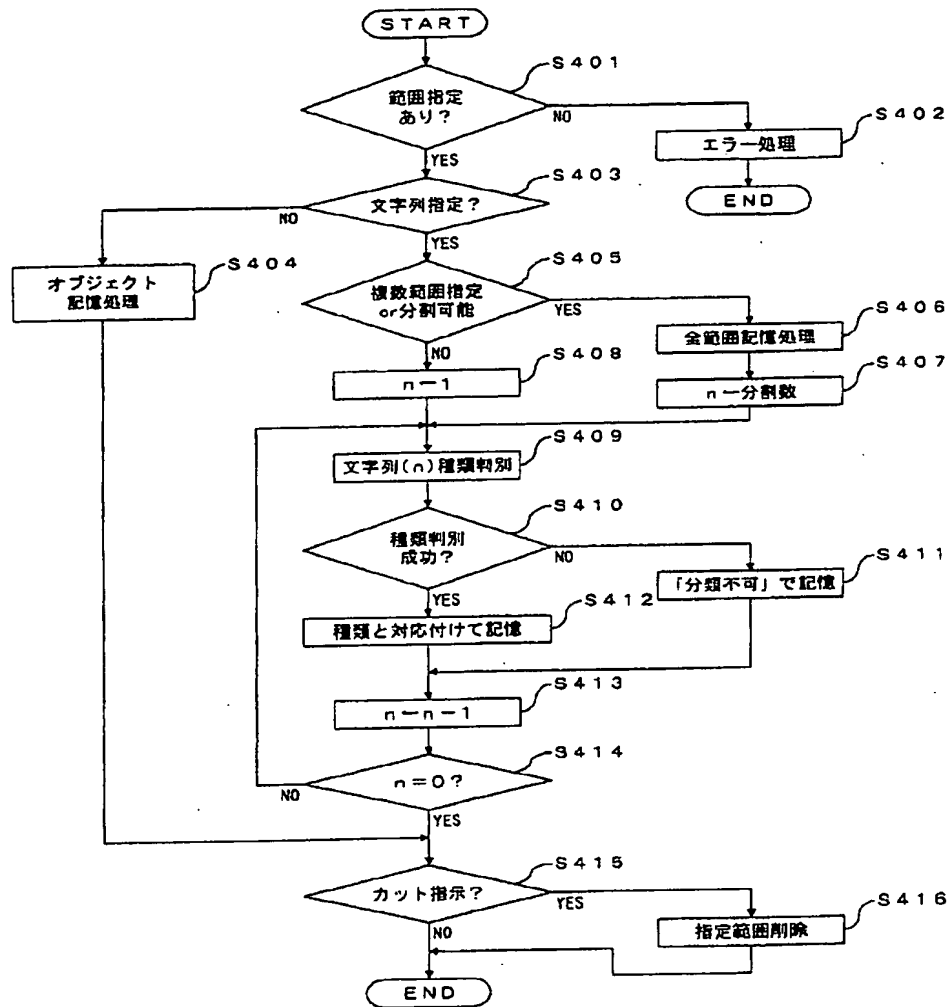 START
S401
範囲指定
あり?
NO
S402
エラー処理
YES
END
S403
文字列指定?
NO
YES
S404
オブジェクト
記憶処理
S405
複数範囲指定
or分割可能
YES
S406
全範囲記憶処理
NO
S408
n←1
S407
n←分割数
S409
文字列(n)種類判別
S410
種類判別
成功?
NO
S411
「分類不可」で記憶
YES
S412
種類と対応付けて記憶
S413
n←n-1
S414
n=0?
NO
YES
S415
カット指示?
YES
S416
指定範囲削除
NO
END